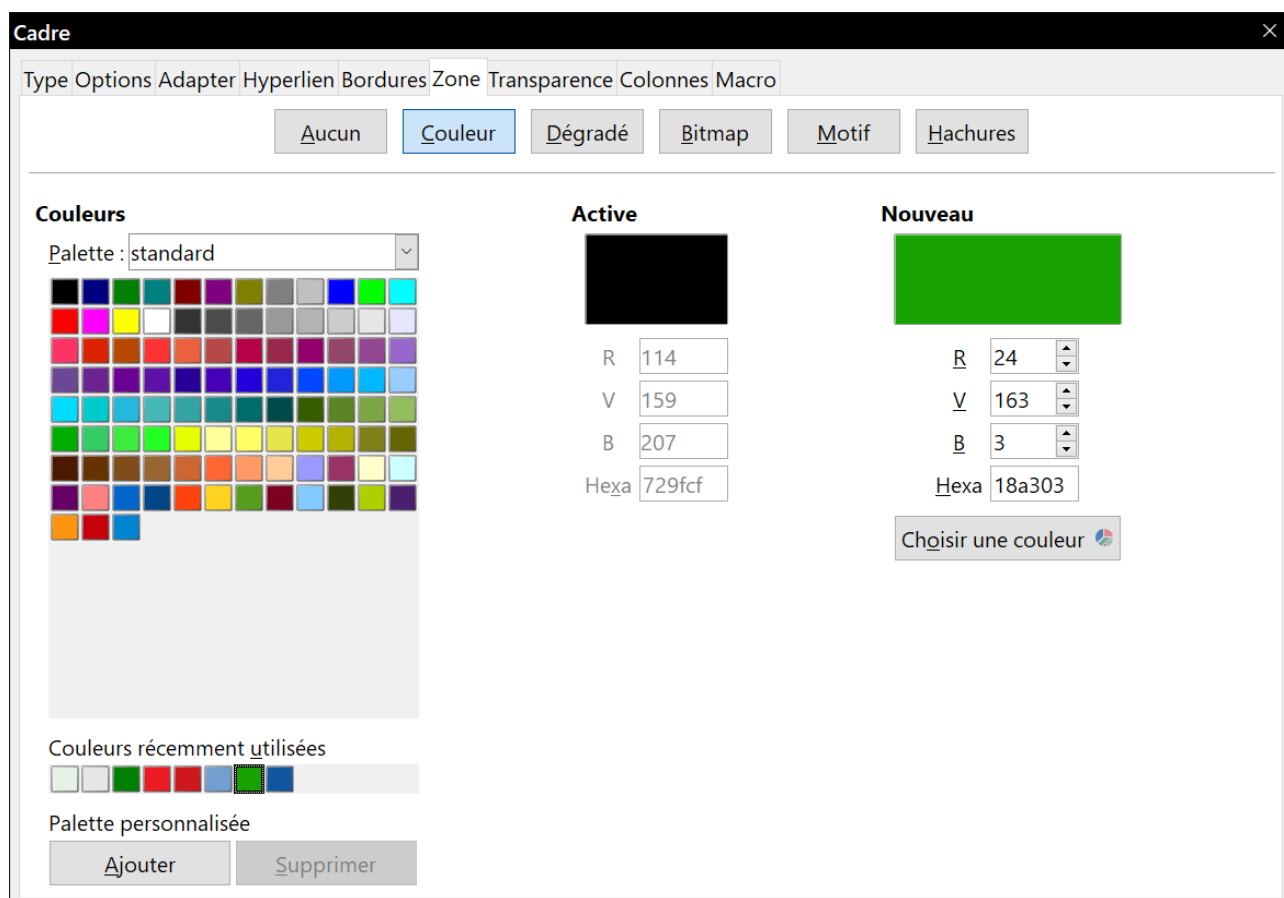 Cadre
Type Options Adapter Hyperlien Bordures Zone Transparence Colonnes Macro
Aucun Couleur Dégradé Bitmap Motif Hachures
Couleurs Active Nouveau
Palette : standard
R 114 R 24
V 159 V 163
B 207 B 3
Hexa 729fcf Hexa 18a303
Choisir une couleur
Couleurs récemment utilisées
Palette personnalisée
Ajouter Supprimer